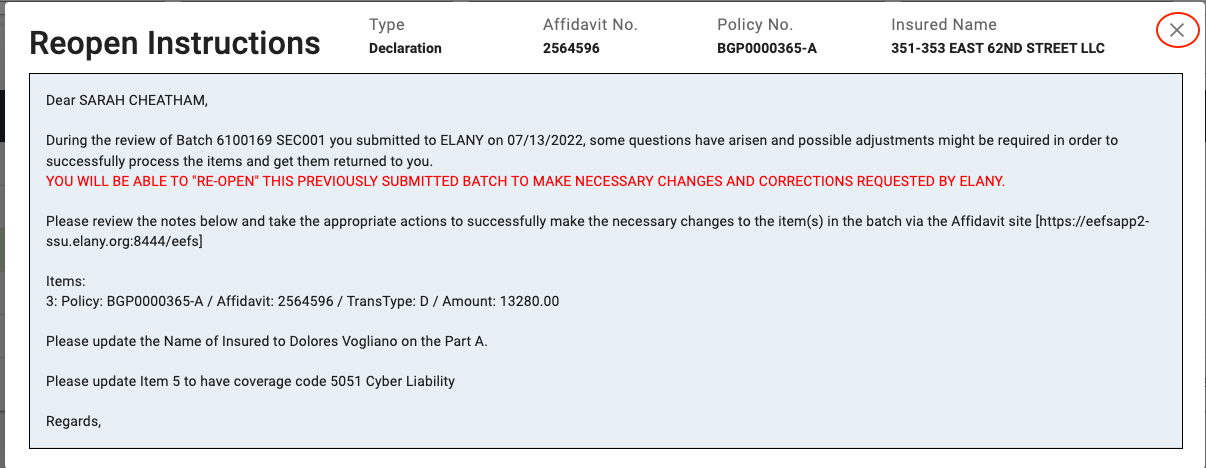 Reopen Instructions
Type
Declaration
Affidavit No.
2564596
Policy No.
BGP0000365-A
Insured Name
351-353 EAST 62ND STREET LLC
Dear SARAH CHEATHAM,
During the review of Batch 6100169 SEC001 you submitted to ELANY on 07/13/2022, some questions have arisen and possible adjustments might be required in order to
successfully process the items and get them returned to you.
YOU WILL BE ABLE TO "RE-OPEN" THIS PREVIOUSLY SUBMITTED BATCH TO MAKE NECESSARY CHANGES AND CORRECTIONS REQUESTED BY ELANY.
Please review the notes below and take the appropriate actions to successfully make the necessary changes to the item(s) in the batch via the Affidavit site [https://eefsapp2-
ssu.elany.org:8444/eefs]
Items:
3: Policy: BGP0000365-A / Affidavit: 2564596 / TransType: D / Amount: 13280.00
Please update the Name of Insured to Dolores Vogliano on the Part A.
Please update Item 5 to have coverage code 5051 Cyber Liability
Regards,